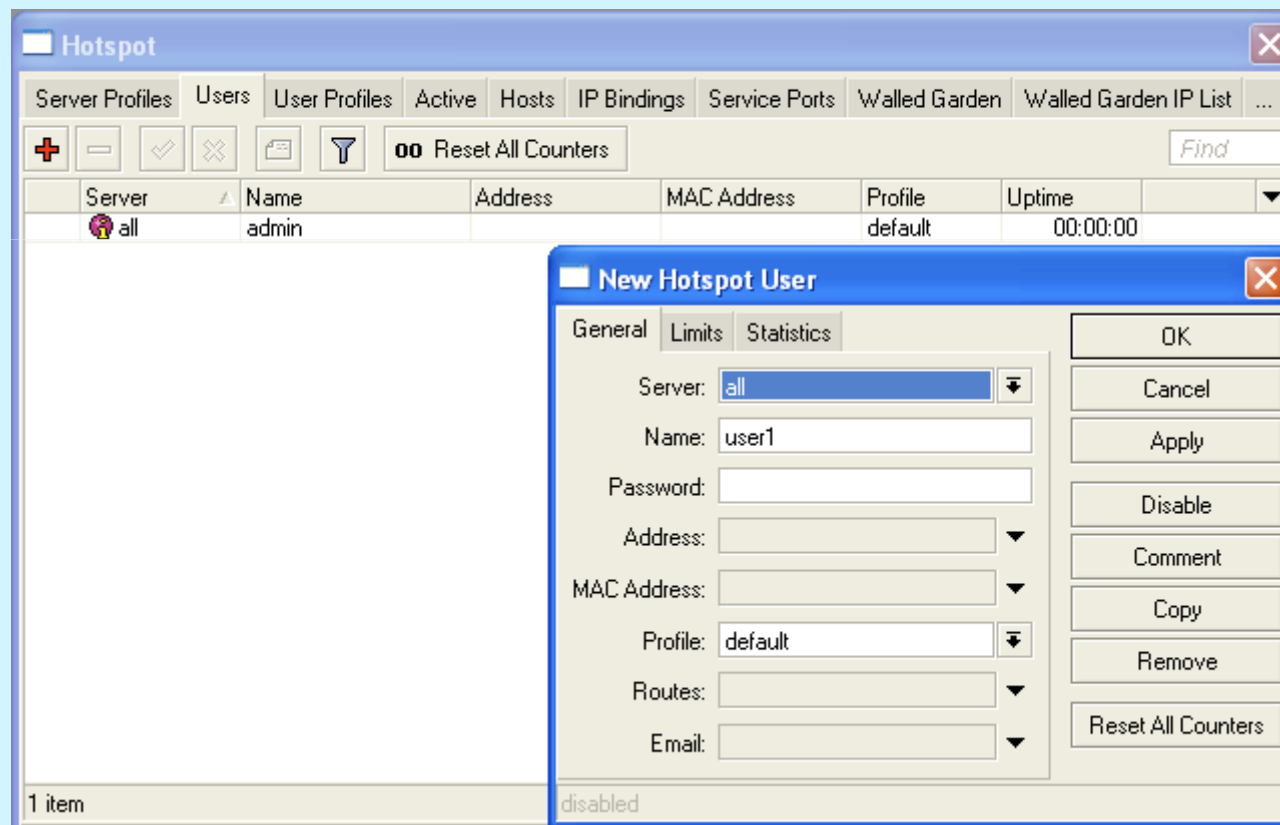 Hotspot
Server Profiles Users User Profiles Active Hosts IP Bindings Service Ports Walled Garden Walled Garden IP List ...
00 Reset All Counters Find
Server Name Address MAC Address Profile Uptime
all admin default 00:00:00
New Hotspot User
General Limits Statistics
Server: all
Name: user1
Password:
Address:
MAC Address:
Profile: default
Routes:
Email:
OK
Cancel
Apply
Disable
Comment
Copy
Remove
Reset All Counters
1 item
disabled